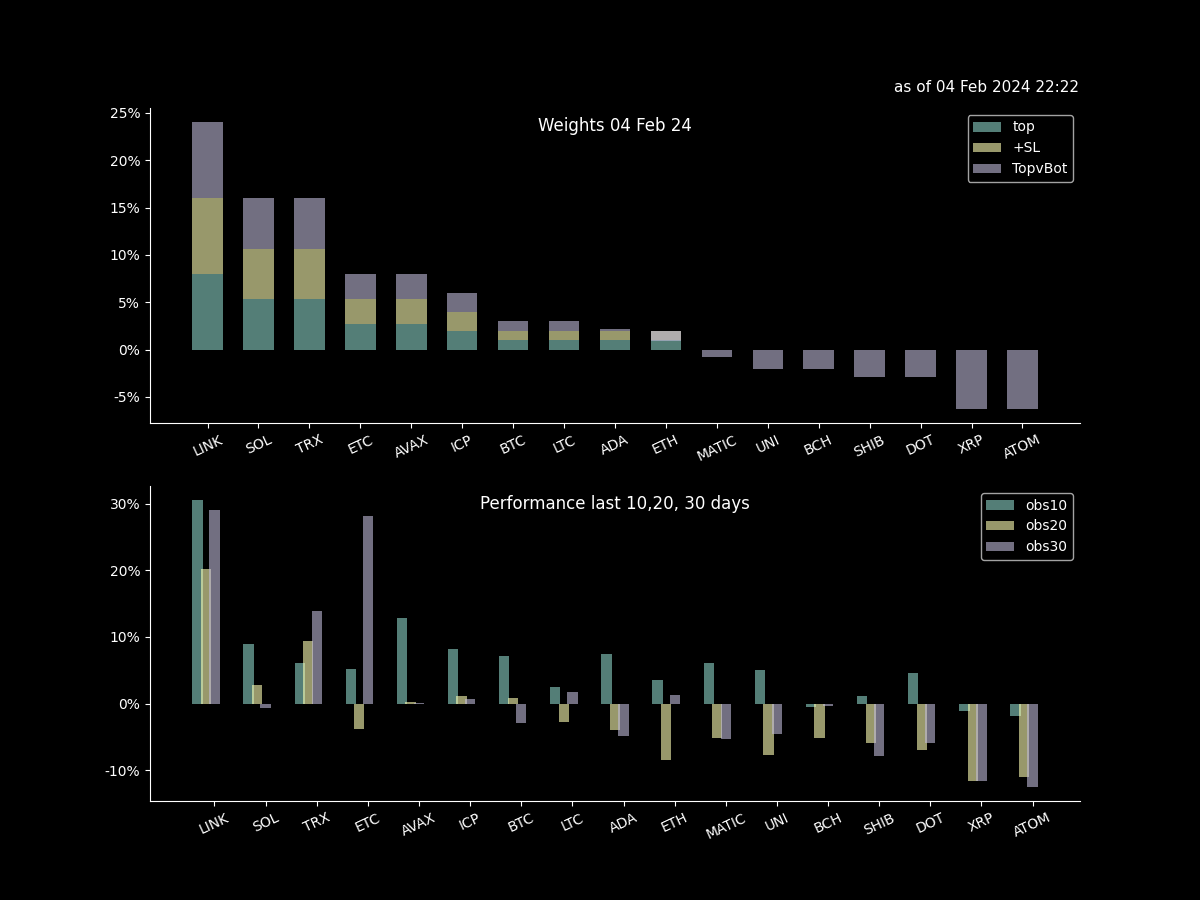 as of 04 Feb 2024 22:22
Weights 04 Feb 24
top
+SL
TopvBot
25%
20%
15%
10%
5%
0%
-5%
LINK SOL TRX ETC AVAX ICP BTC LTC ADA ETH MATIC UNI BCH SHIB DOT XRP ATOM
Performance last 10,20, 30 days
obs10
obs20
obs30
30%
20%
10%
0%
-10%
LINK SOL TRX ETC AVAX ICP BTC LTC ADA ETH MATIC UNI BCH SHIB DOT XRP ATOM